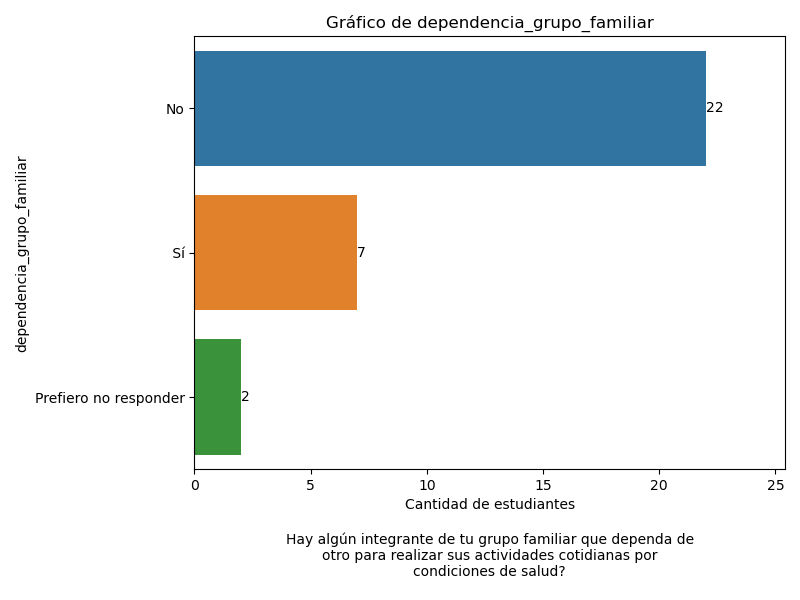 Gráfico de dependencia_grupo_familiar
dependencia_grupo_familiar
No
22
Sí
7
Prefiero no responder
2
0 5 10 15 20 25
Cantidad de estudiantes
Hay algún integrante de tu grupo familiar que dependa de
otro para realizar sus actividades cotidianas por
condiciones de salud?